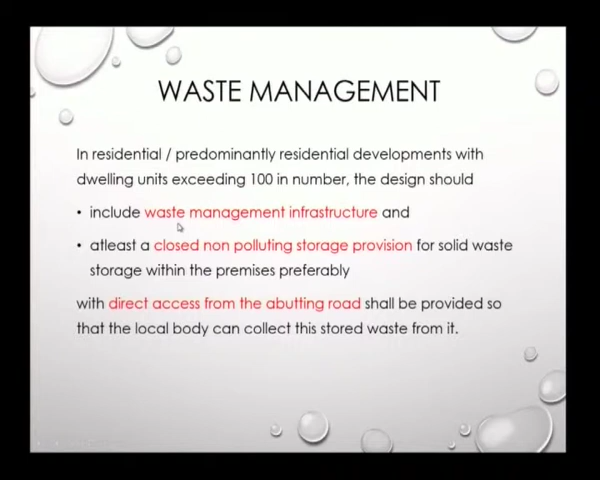 WASTE MANAGEMENT
In residential / predominantly residential developments with
dwelling units exceeding 100 in number, the design should
• include waste management infrastructure and
• atleast a closed non polluting storage provision for solid waste
storage within the premises preferably
with direct access from the abutting road shall be provided so
that the local body can collect this stored waste from it.